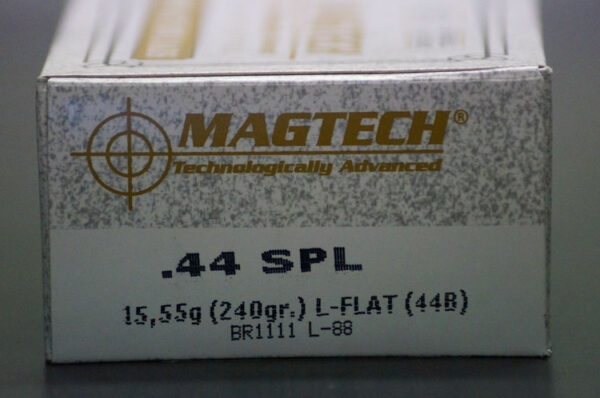 MAGTECH®
Technologically Advanced
.44 SPL
15,55g (240gr.) L-FLAT (44B)
BR1111 L-88